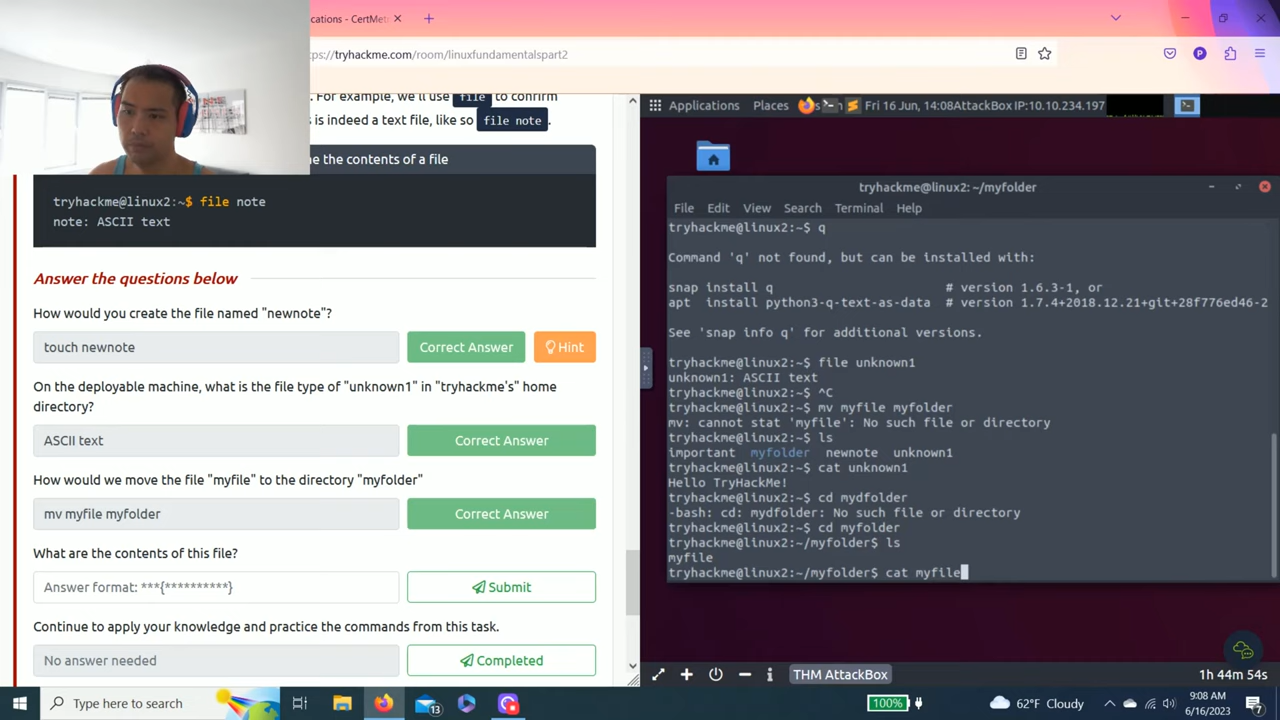 cations - CertMet
tps://tryhackme.com/room/linuxfundamentalspart2
. For example, we'll use file to confirm
s is indeed a text file, like so file note .
ne the contents of a file
tryhackme@linux2:~$ file note
note: ASCII text
Answer the questions below
How would you create the file named "newnote"?
touch newnote
Correct Answer
Hint
On the deployable machine, what is the file type of "unknown1" in "tryhackme's" home
directory?
ASCII text
Correct Answer
How would we move the file "myfile" to the directory "myfolder"
mv myfile myfolder
Correct Answer
What are the contents of this file?
Answer format: ***{**********}
Submit
Continue to apply your knowledge and practice the commands from this task.
No answer needed
Completed
Applications Places Fri 16 Jun, 14:08 AttackBox IP:10.10.234.197
tryhackme@linux2: ~/myfolder
File Edit View Search Terminal Help
tryhackme@linux2:~$ q
Command 'q' not found, but can be installed with:
snap install q # version 1.6.3-1, or
apt install python3-q-text-as-data # version 1.7.4+2018.12.21+git+28f776ed46-2
See 'snap info q' for additional versions.
tryhackme@linux2:~$ file unknown1
unknown1: ASCII text
tryhackme@linux2:~$ ^C
tryhackme@linux2:~$ mv myfile myfolder
mv: cannot stat 'myfile': No such file or directory
tryhackme@linux2:~$ ls
important myfolder newnote unknown1
tryhackme@linux2:~$ cat unknown1
Hello TryHackMe!
tryhackme@linux2:~$ cd mydfolder
-bash: cd: mydfolder: No such file or directory
tryhackme@linux2:~$ cd myfolder
tryhackme@linux2:~/myfolder$ ls
myfile
tryhackme@linux2:~/myfolder$ cat myfile
THM AttackBox
1h 44m 54s
Type here to search
13
100%
62°F Cloudy
9:08 AM
6/16/2023
7